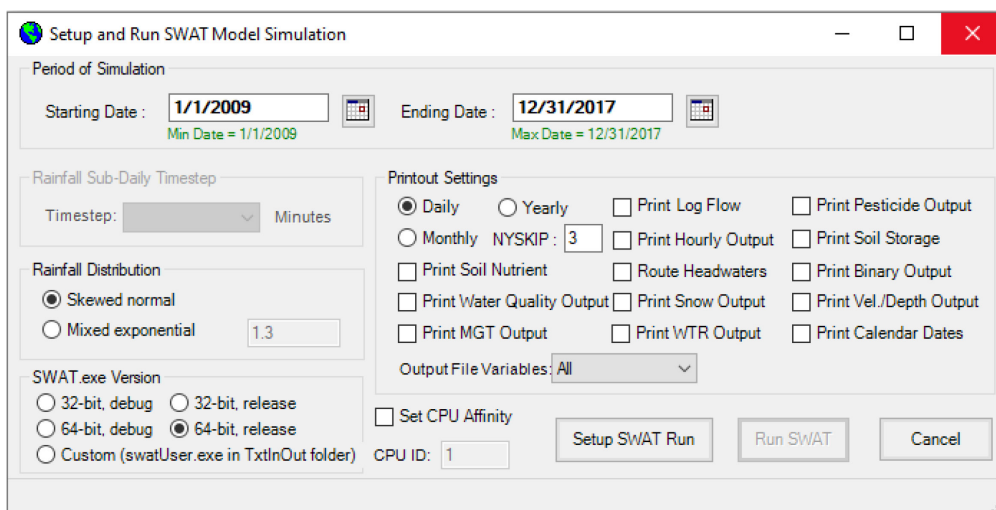 Setup and Run SWAT Model Simulation
Period of Simulation
Starting Date : 1/1/2009 Ending Date : 12/31/2017
Min Date = 1/1/2009 Max Date = 12/31/2017
Rainfall Sub-Daily Timestep
Timestep: Minutes
Rainfall Distribution
Skewed normal
Mixed exponential 1.3
SWAT.exe Version
32-bit, debug 32-bit, release
64-bit, debug 64-bit, release
Custom (swatUser.exe in TxtInOut folder)
Printout Settings
Daily Yearly Print Log Flow Print Pesticide Output
Monthly NYSKIP : 3 Print Hourly Output Print Soil Storage
Print Soil Nutrient Route Headwaters Print Binary Output
Print Water Quality Output Print Snow Output Print Vel./Depth Output
Print MGT Output Print WTR Output Print Calendar Dates
Output File Variables: All
Set CPU Affinity
CPU ID: 1
Setup SWAT Run Run SWAT Cancel